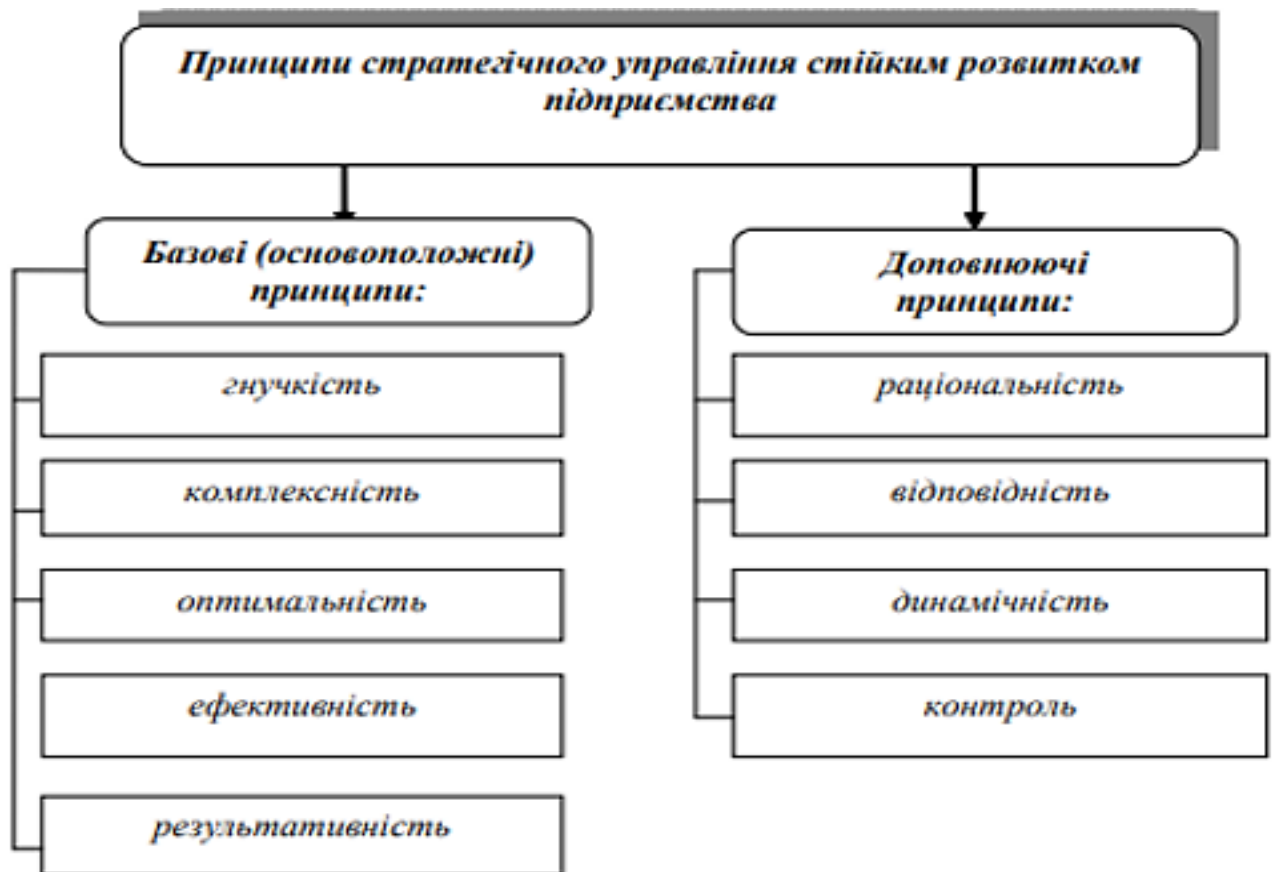 Принципи стратегічного управління стійким розвитком
підприємства
Базові (основоположні)
принципи:
гнучкість
комплексність
оптимальність
ефективність
результативність
Доповнюючі
принципи:
раціональність
відповідність
динамічність
контроль